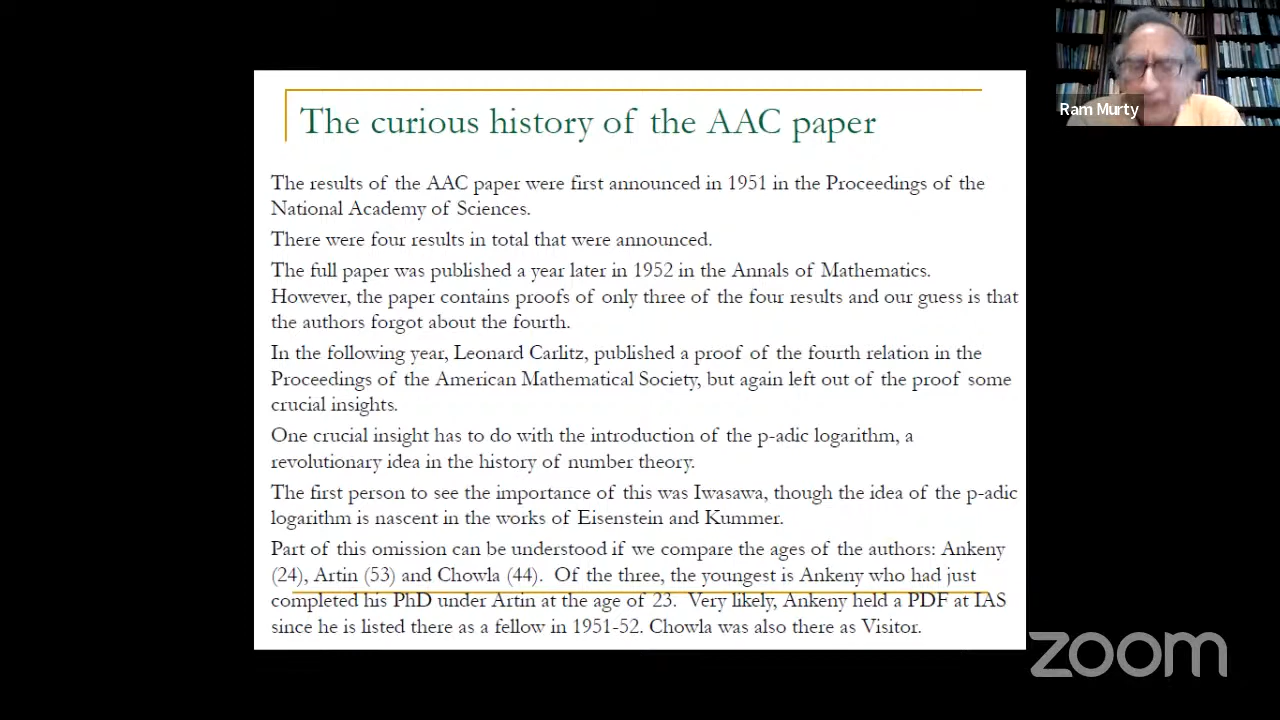 The curious history of the AAC paper
Ram Murty
The results of the AAC paper were first announced in 1951 in the Proceedings of the
National Academy of Sciences.
There were four results in total that were announced.
The full paper was published a year later in 1952 in the Annals of Mathematics.
However, the paper contains proofs of only three of the four results and our guess is that
the authors forgot about the fourth.
In the following year, Leonard Carlitz, published a proof of the fourth relation in the
Proceedings of the American Mathematical Society, but again left out of the proof some
crucial insights.
One crucial insight has to do with the introduction of the p-adic logarithm, a
revolutionary idea in the history of number theory.
The first person to see the importance of this was Iwasawa, though the idea of the p-adic
logarithm is nascent in the works of Eisenstein and Kummer.
Part of this omission can be understood if we compare the ages of the authors: Ankeny
(24), Artin (53) and Chowla (44). Of the three, the youngest is Ankeny who had just
completed his PhD under Artin at the age of 23. Very likely, Ankeny held a PDF at IAS
since he is listed there as a fellow in 1951-52. Chowla was also there as Visitor.
zoom